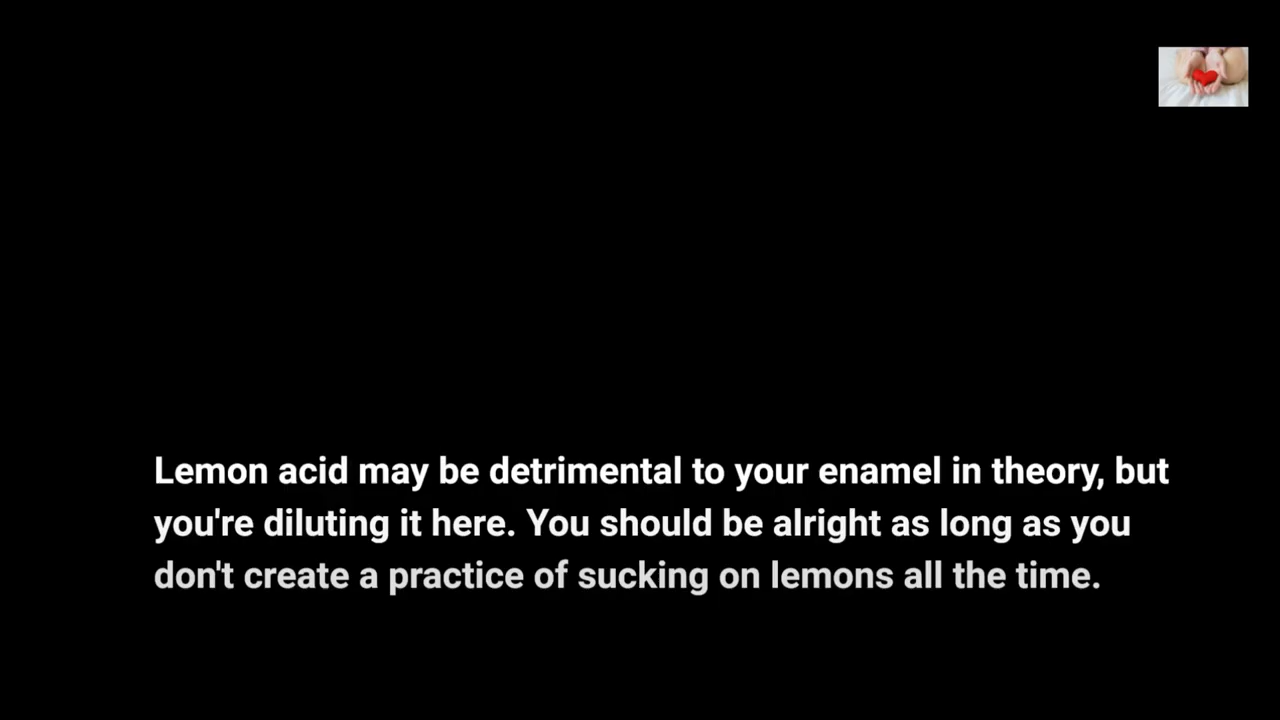 Lemon acid may be detrimental to your enamel in theory, but
you're diluting it here. You should be alright as long as you
don't create a practice of sucking on lemons all the time.